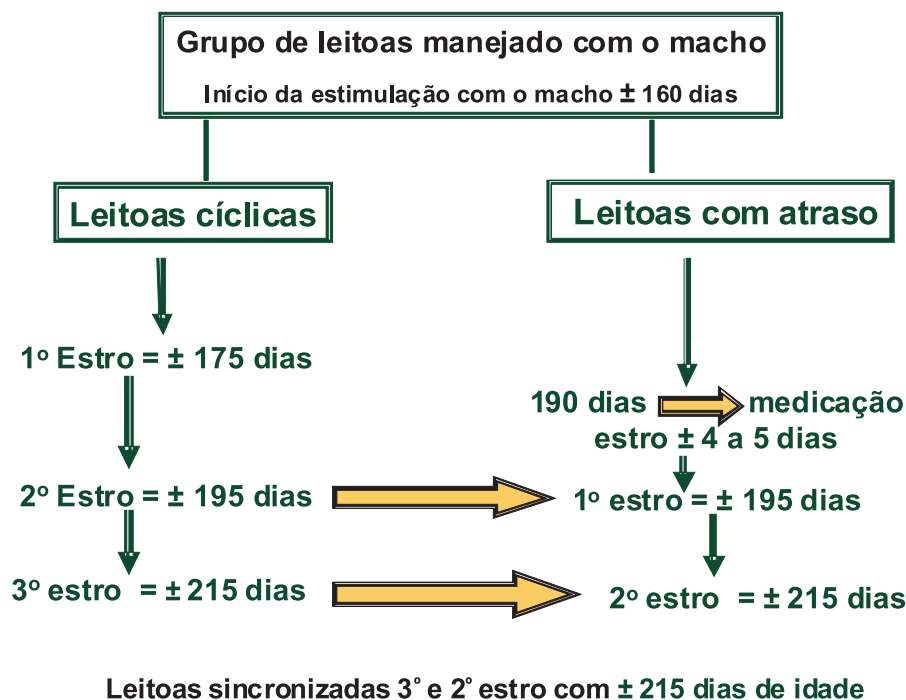 Grupo de leitoas manejado com o macho
Início da estimulação com o macho ± 160 dias
Leitoas cíclicas
Leitoas com atraso
1º Estro = ± 175 dias
190 dias medicação
estro ± 4 a 5 dias
2º Estro = ± 195 dias
1º estro = ± 195 dias
3º estro = ± 215 dias
2º estro = ± 215 dias
Leitoas sincronizadas 3° e 2° estro com ± 215 dias de idade